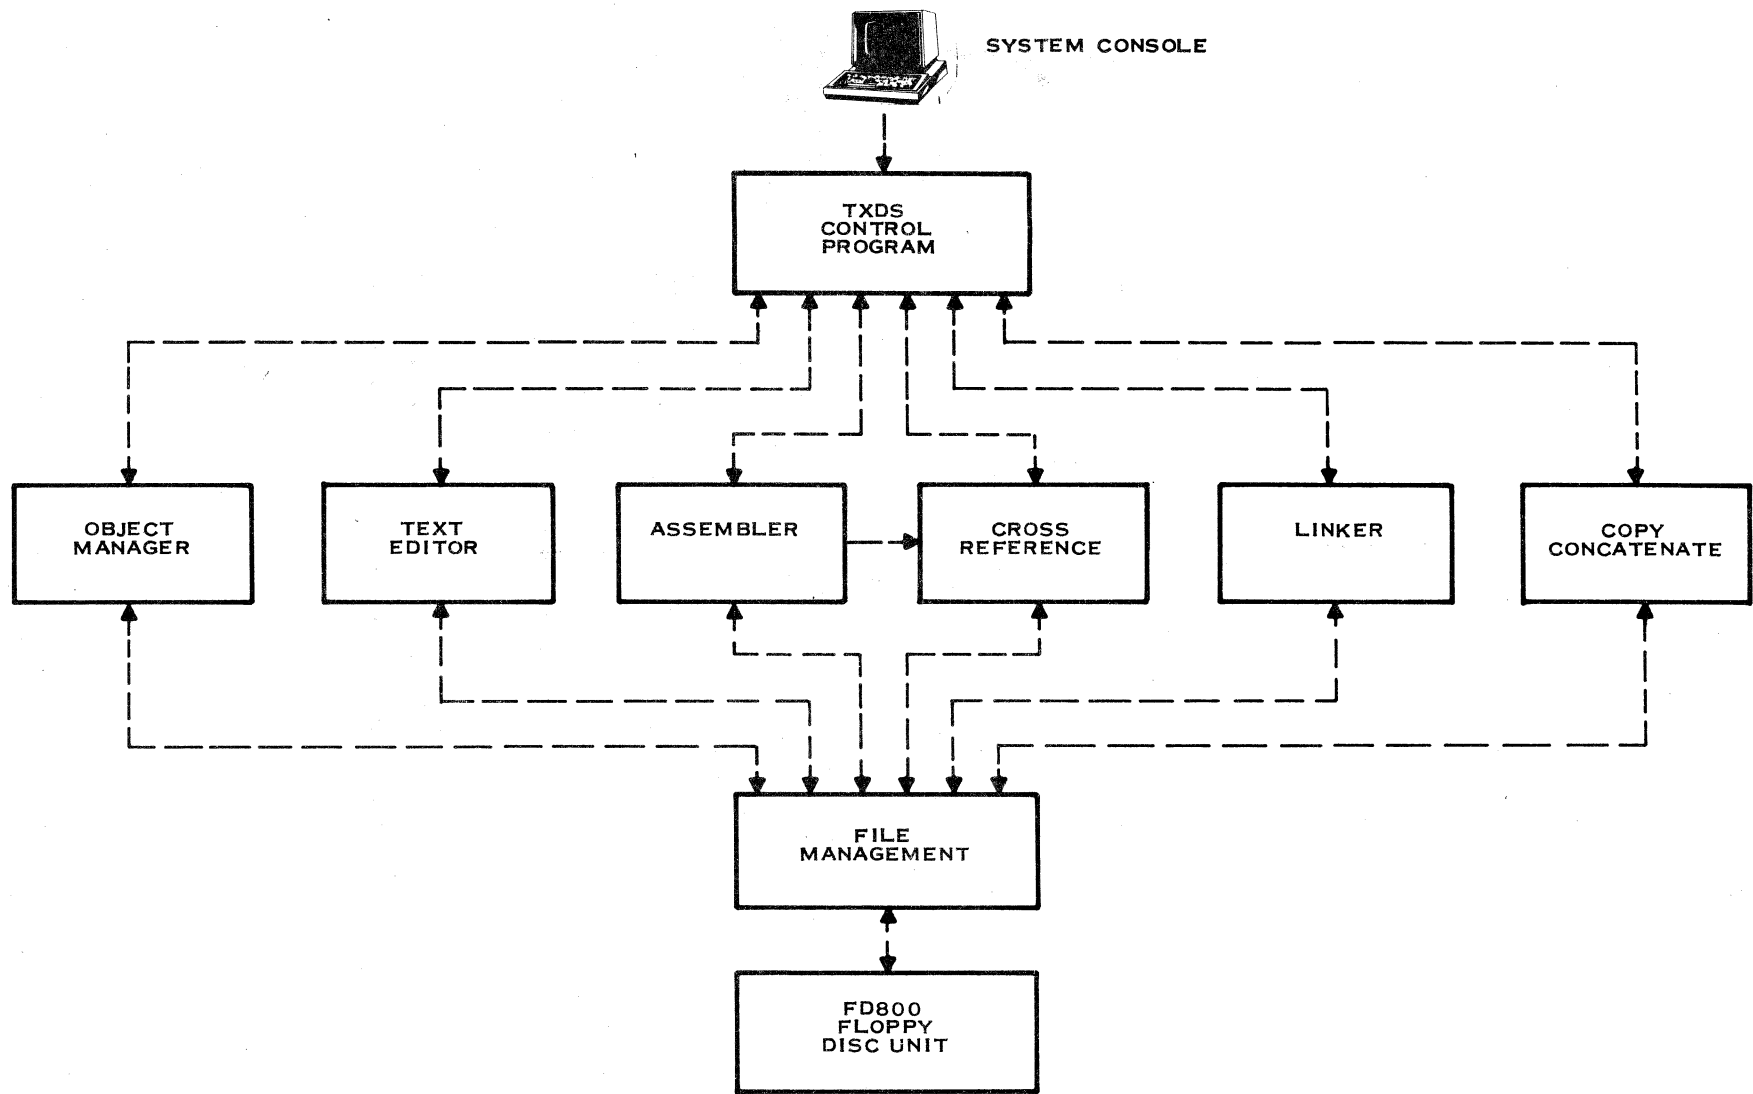 SYSTEM CONSOLE
TXDS
CONTROL
PROGRAM
OBJECT
MANAGER
TEXT
EDITOR
ASSEMBLER
CROSS
REFERENCE
LINKER
COPY
CONCATENATE
FILE
MANAGEMENT
FD800
FLOPPY
DISC UNIT